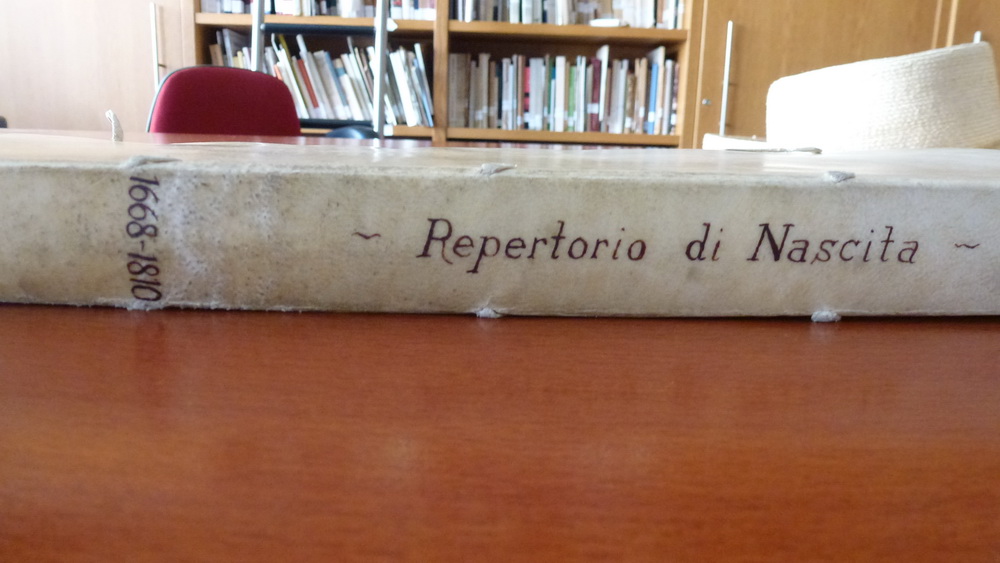 1668-1810
~ Repertorio di Nascita ~